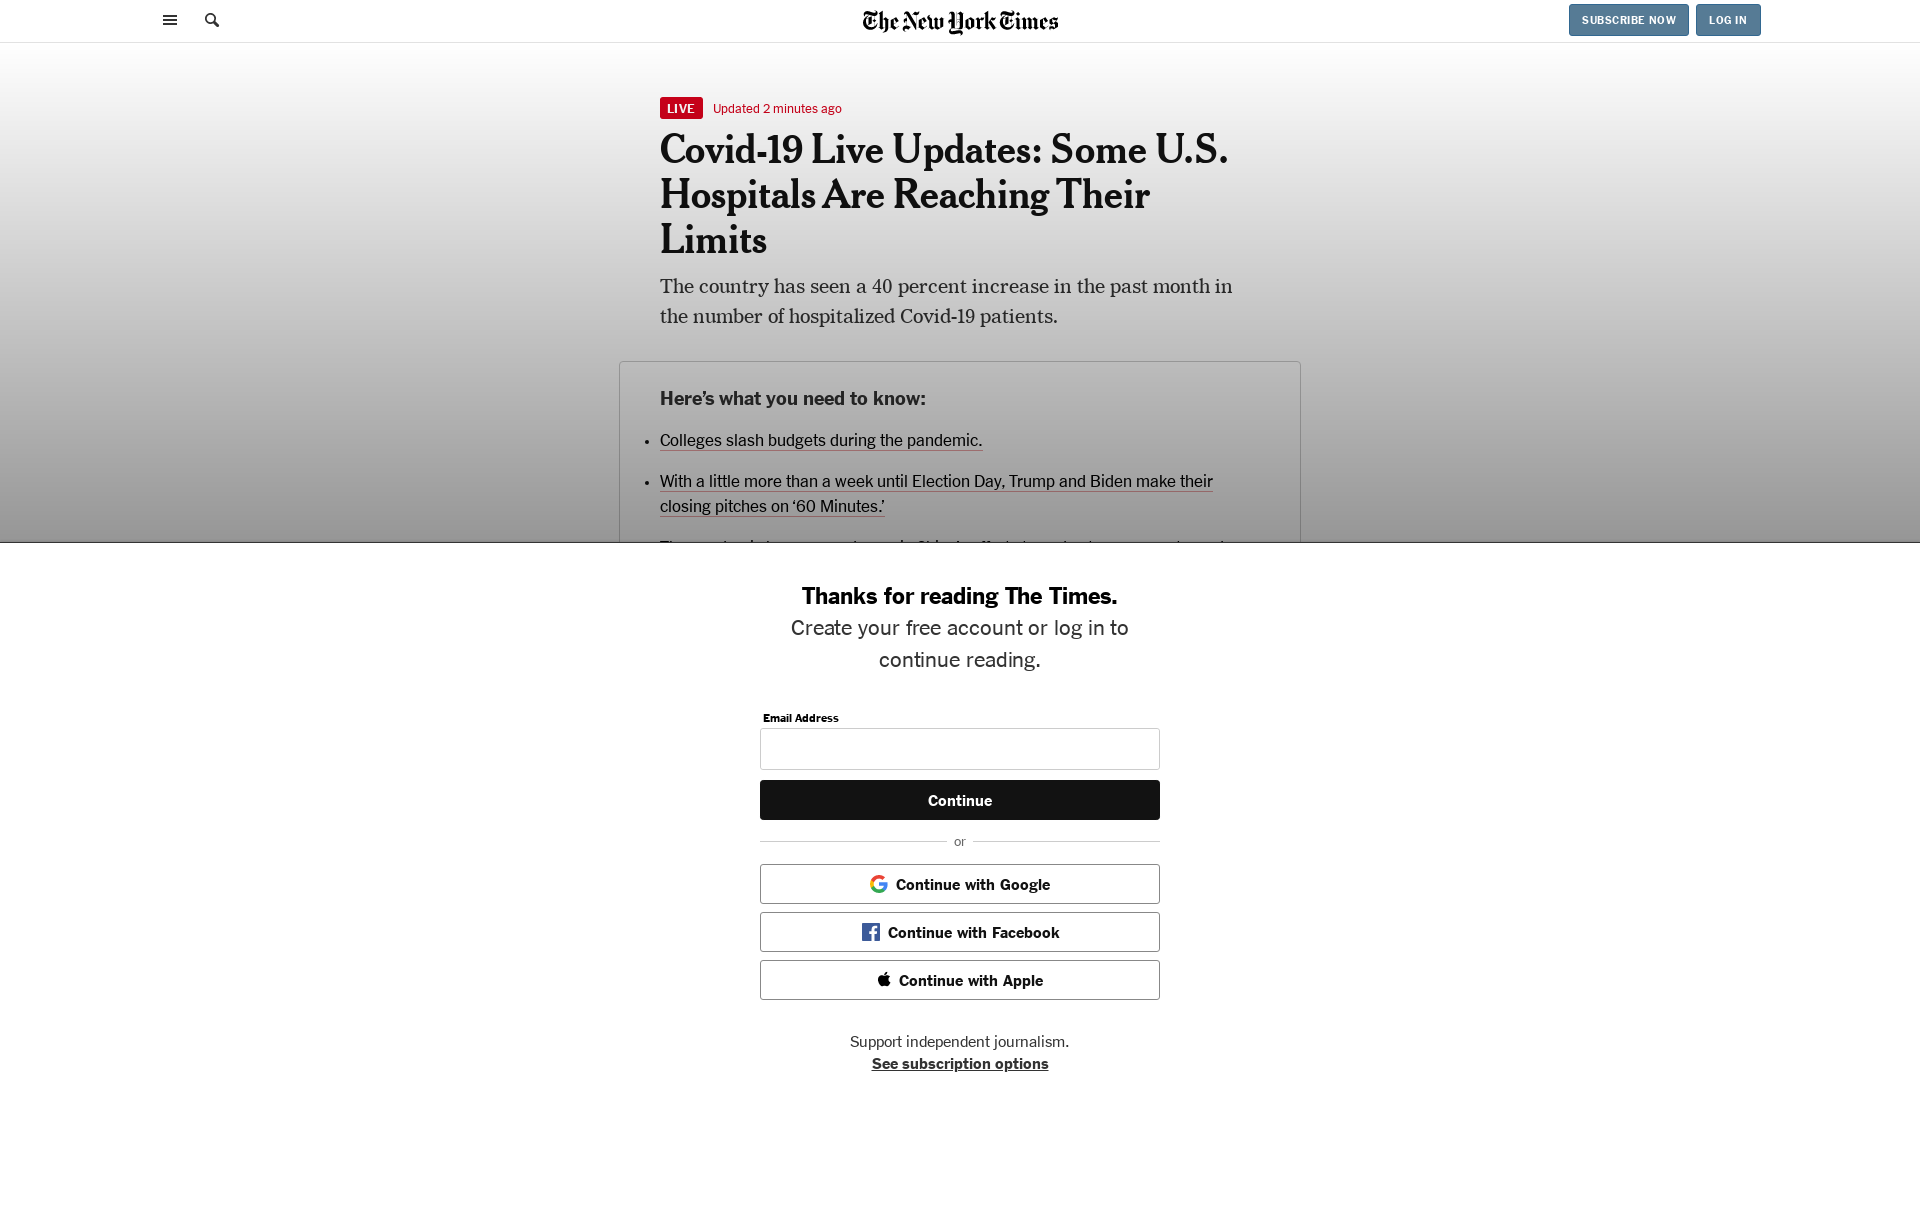 The New York Times
SUBSCRIBE NOW
LOG IN
LIVE Updated 2 minutes ago
Covid-19 Live Updates: Some U.S.
Hospitals Are Reaching Their
Limits
The country has seen a 40 percent increase in the past month in
the number of hospitalized Covid-19 patients.
Here’s what you need to know:
• Colleges slash budgets during the pandemic.
• With a little more than a week until Election Day, Trump and Biden make their
closing pitches on ‘60 Minutes.’
Thanks for reading The Times.
Create your free account or log in to
continue reading.
Email Address
Continue
or
Continue with Google
Continue with Facebook
Continue with Apple
Support independent journalism.
See subscription options